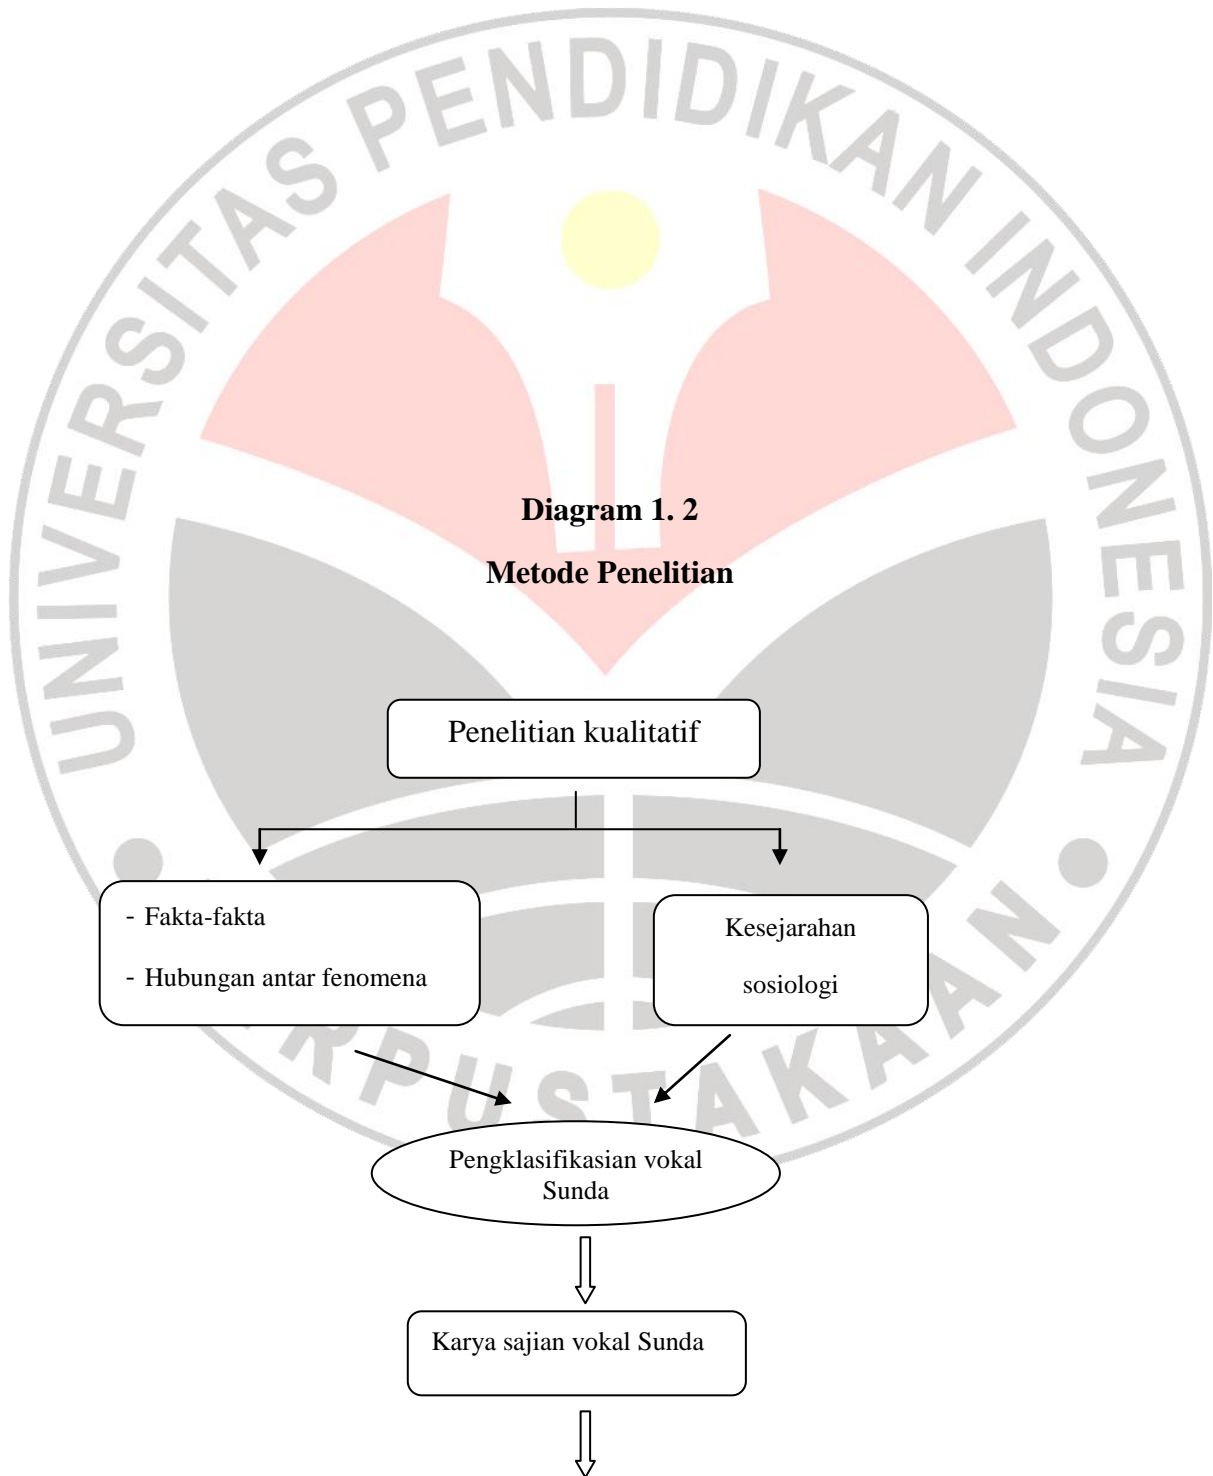 UNIVERSITAS PENDIDIKAN INDONESIA
Diagram 1. 2
Metode Penelitian
Penelitian kualitatif
- Fakta-fakta
- Hubungan antar fenomena
Kesejarahan
sosiologi
RPUSTAKAAN
Pengklasifikasian vokal
Sunda
Karya sajian vokal Sunda